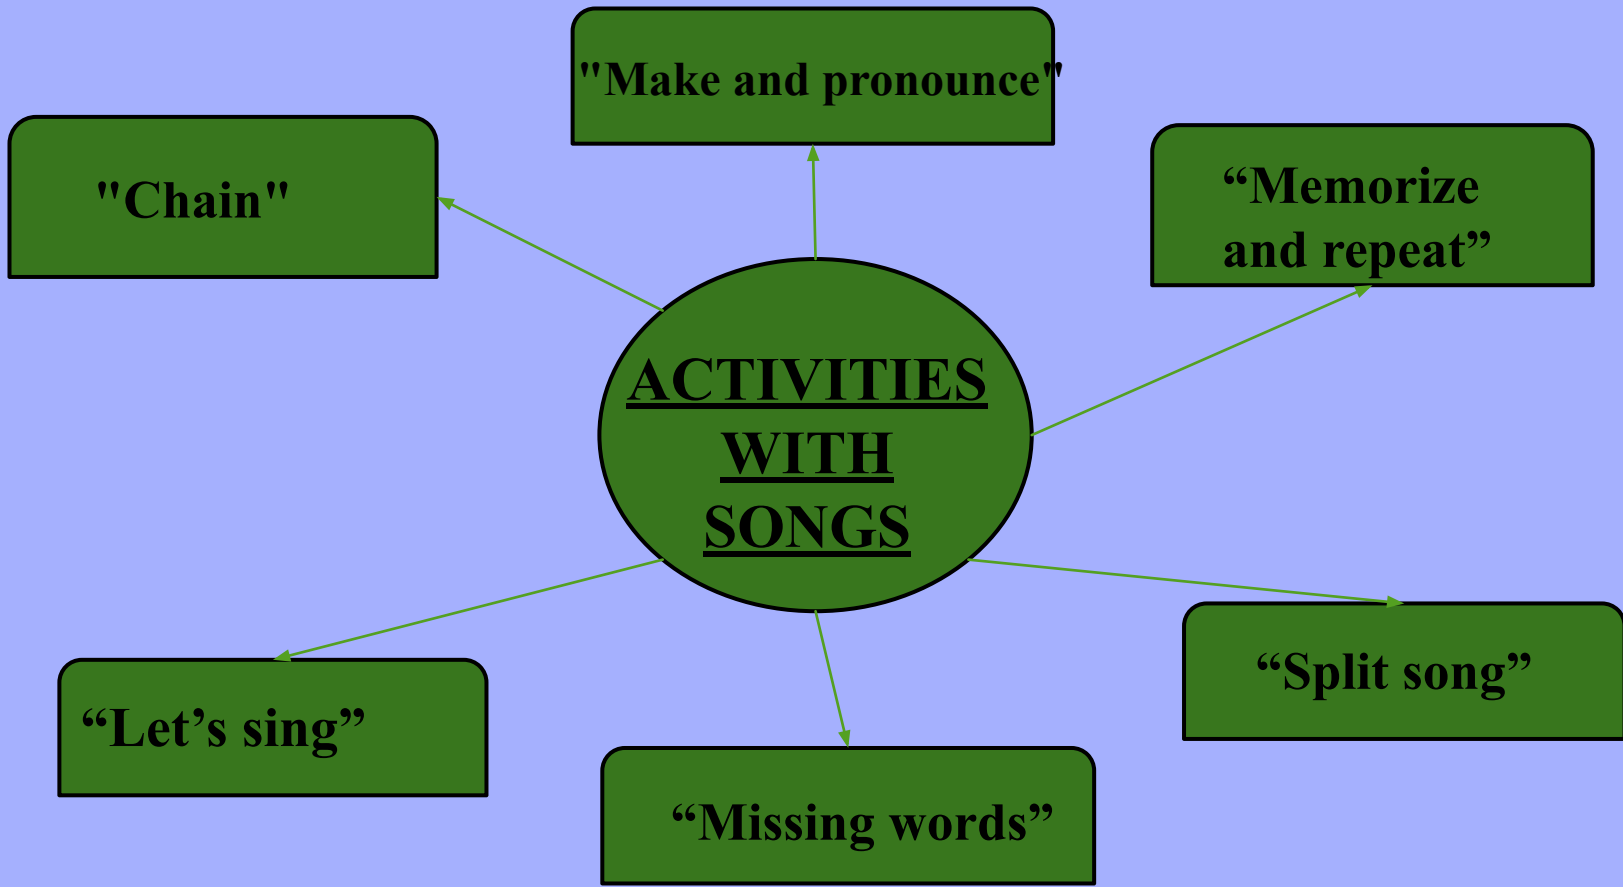 "Make and pronounce"
"Chain"
“Memorize
and repeat”
ACTIVITIES
WITH
SONGS
“Split song”
“Let’s sing”
“Missing words”